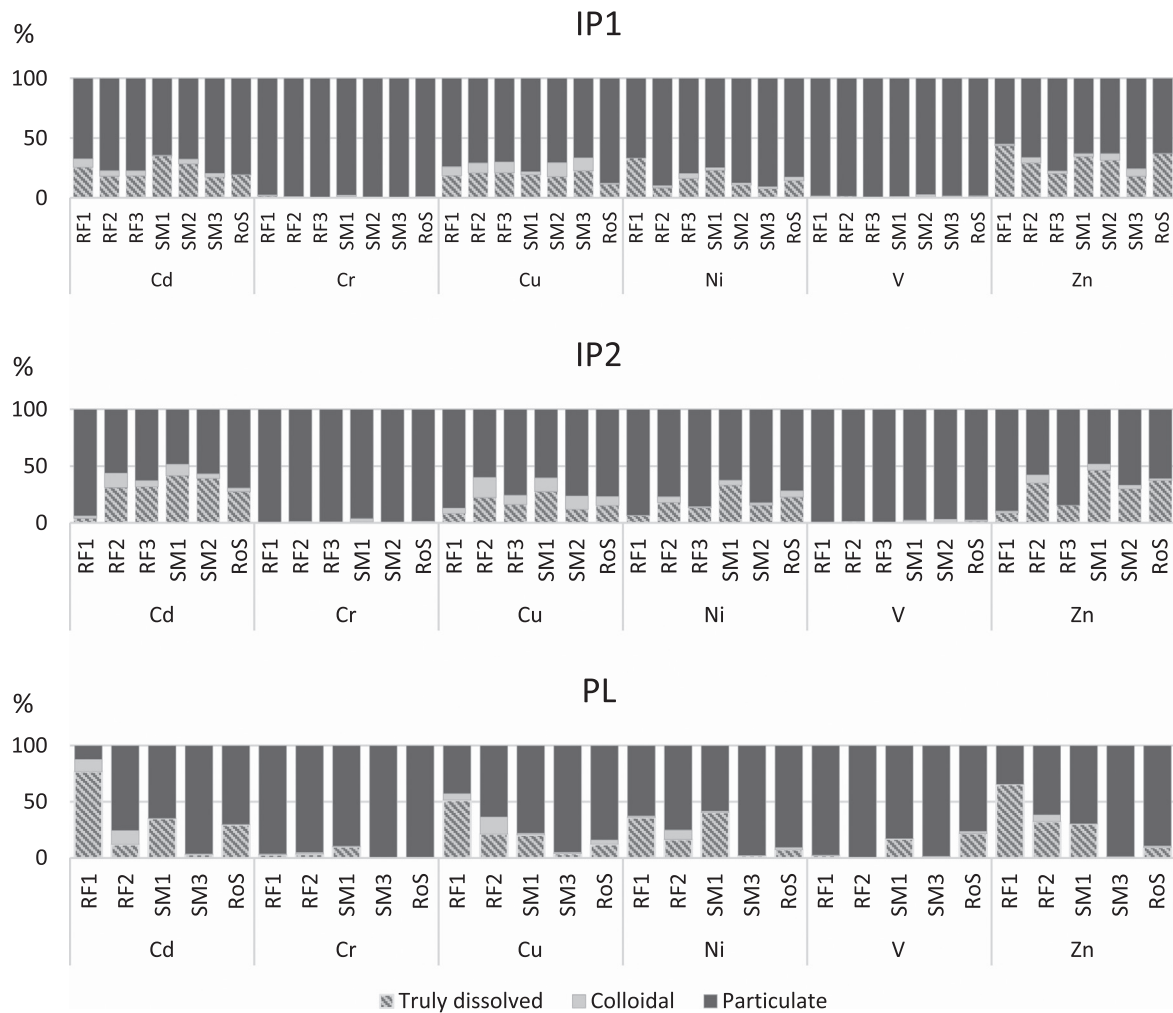 IP1
%
100
50
0
RF1 RF2 RF3 SM1 SM2 SM3 RoS RF1 RF2 RF3 SM1 SM2 SM3 RoS RF1 RF2 RF3 SM1 SM2 SM3 RoS RF1 RF2 RF3 SM1 SM2 SM3 RoS RF1 RF2 RF3 SM1 SM2 SM3 RoS RF1 RF2 RF3 SM1 SM2 SM3 RoS
Cd Cr Cu Ni V Zn
IP2
%
100
50
0
RF1 RF2 RF3 SM1 SM2 RoS RF1 RF2 RF3 SM1 SM2 RoS RF1 RF2 RF3 SM1 SM2 RoS RF1 RF2 RF3 SM1 SM2 RoS RF1 RF2 RF3 SM1 SM2 RoS RF1 RF2 RF3 SM1 SM2 RoS
Cd Cr Cu Ni V Zn
PL
%
100
50
0
RF1 RF2 SM1 SM3 RoS RF1 RF2 SM1 SM3 RoS RF1 RF2 SM1 SM3 RoS RF1 RF2 SM1 SM3 RoS RF1 RF2 SM1 SM3 RoS RF1 RF2 SM1 SM3 RoS
Cd Cr Cu Ni V Zn
Truly dissolved Colloidal Particulate